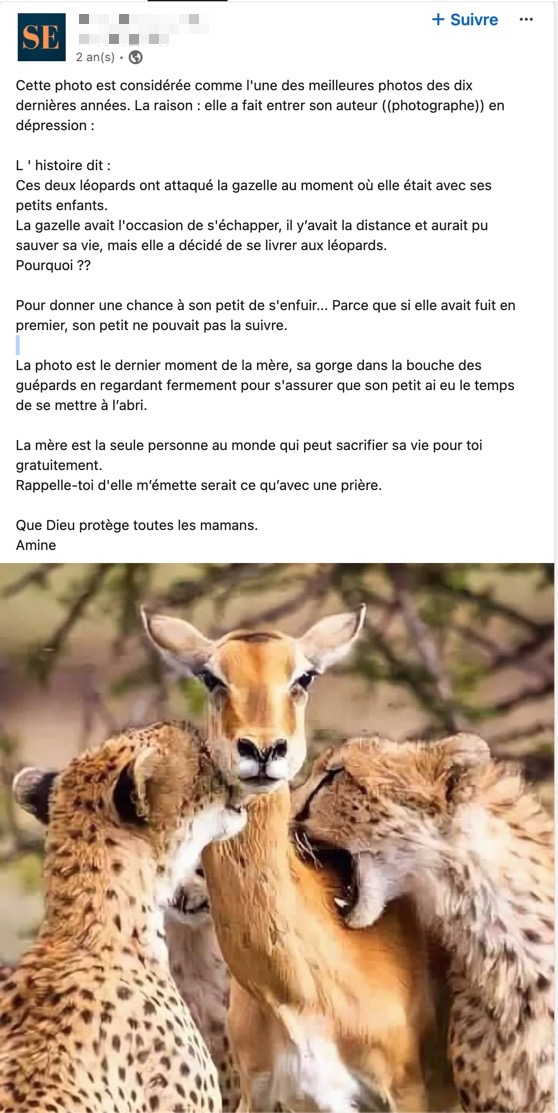 SE
+ Suivre ...
2 an(s) •
Cette photo est considérée comme l'une des meilleures photos des dix
dernières années. La raison : elle a fait entrer son auteur ((photographe)) en
dépression :
L ' histoire dit :
Ces deux léopards ont attaqué la gazelle au moment où elle était avec ses
petits enfants.
La gazelle avait l'occasion de s'échapper, il y’avait la distance et aurait pu
sauver sa vie, mais elle a décidé de se livrer aux léopards.
Pourquoi ??
Pour donner une chance à son petit de s'enfuir... Parce que si elle avait fuit en
premier, son petit ne pouvait pas la suivre.
La photo est le dernier moment de la mère, sa gorge dans la bouche des
guépards en regardant fermement pour s'assurer que son petit ai eu le temps
de se mettre à l’abri.
La mère est la seule personne au monde qui peut sacrifier sa vie pour toi
gratuitement.
Rappelle-toi d'elle m’émette serait ce qu’avec une prière.
Que Dieu protège toutes les mamans.
Amine